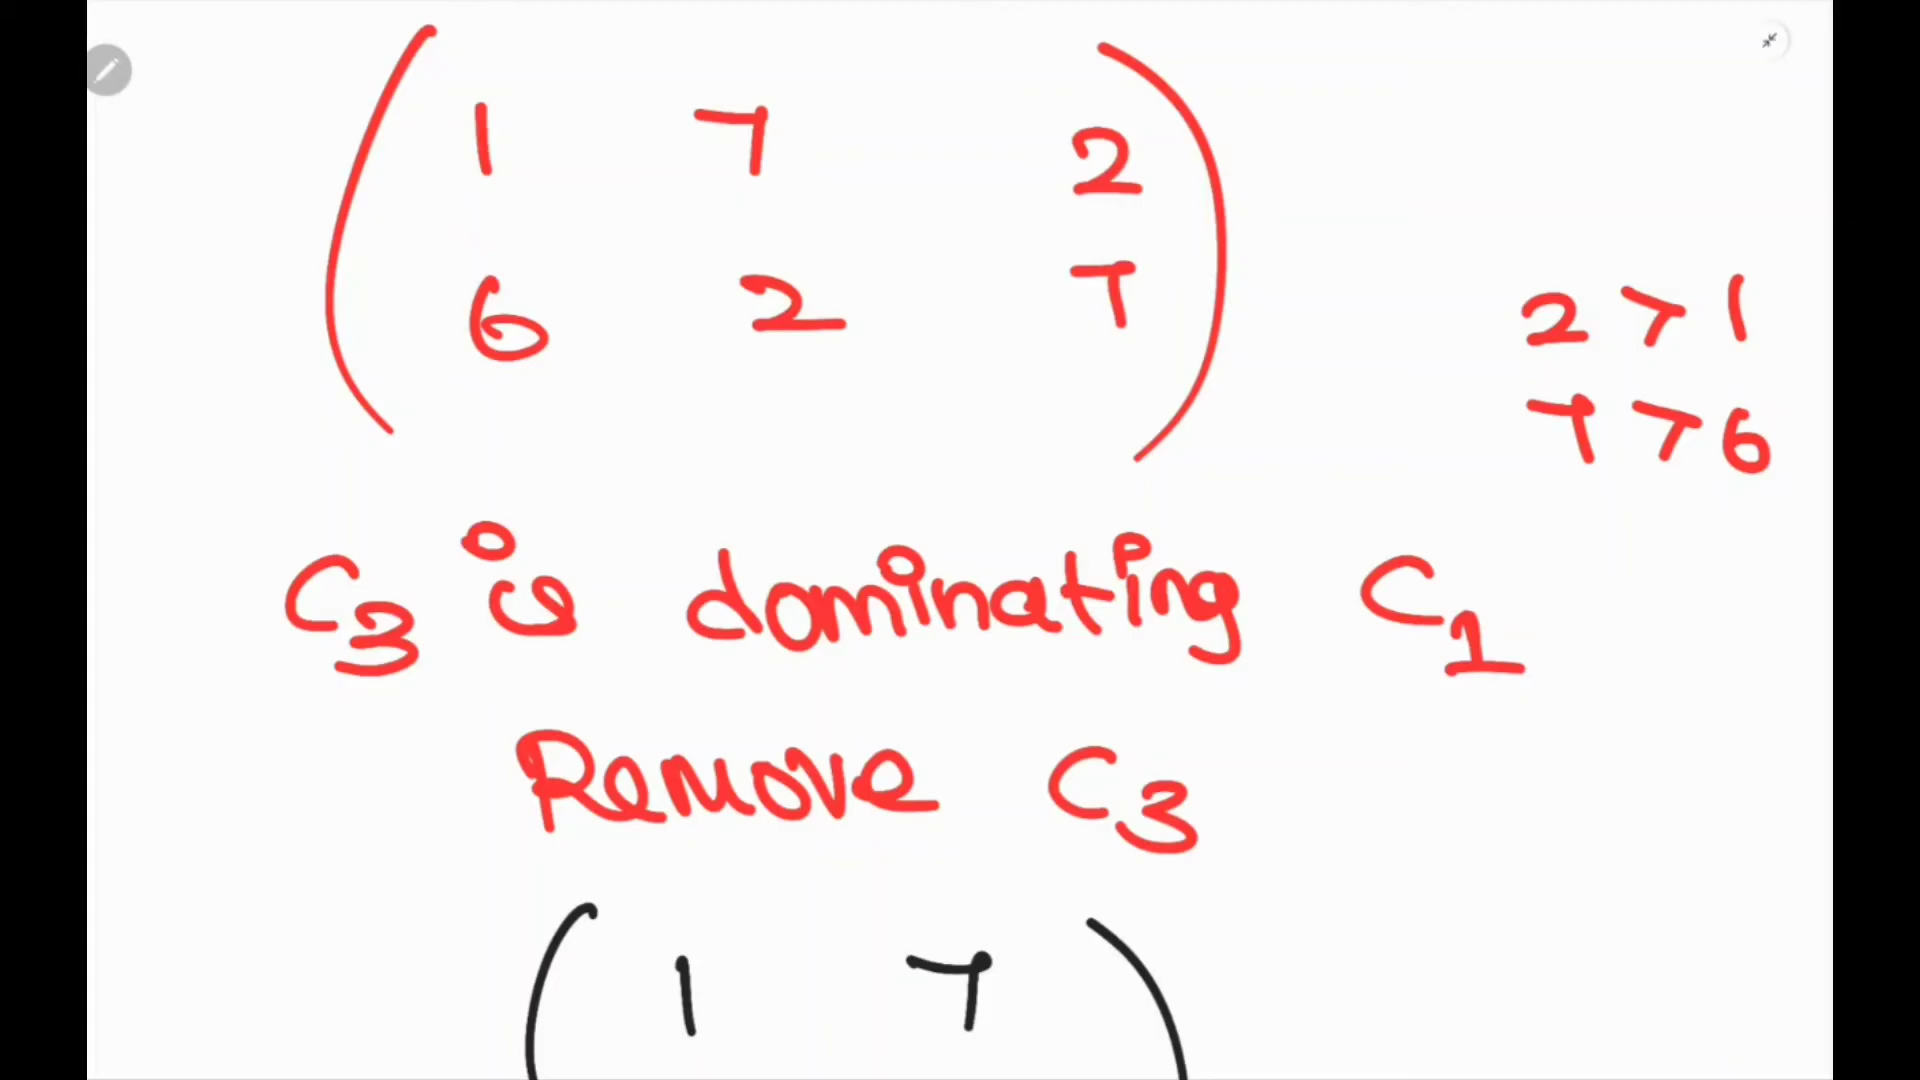 1 7 2
6 2 7
2 > 1
7 > 6
C3 is dominating C1
Remove C3
1 7